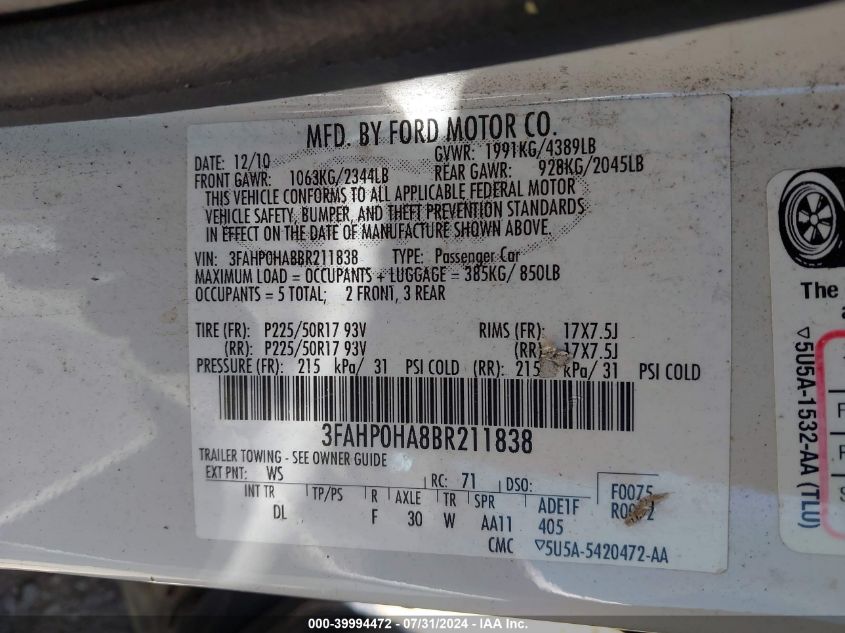 MFD. BY FORD MOTOR CO.
DATE: 12/10 GVWR: 1991KG/4389LB
FRONT GAWR: 1063KG/2344LB REAR GAWR: 928KG/2045LB
THIS VEHICLE CONFORMS TO ALL APPLICABLE FEDERAL MOTOR
VEHICLE SAFETY, BUMPER, AND THEFT PREVENTION STANDARDS
IN EFFECT ON THE DATE OF MANUFACTURE SHOWN ABOVE.
VIN: 3FAHP0HA8BR211838 TYPE: Passenger Car
MAXIMUM LOAD = OCCUPANTS + LUGGAGE = 385KG/ 850LB
OCCUPANTS = 5 TOTAL; 2 FRONT, 3 REAR
TIRE (FR): P225/50R17 93V RIMS (FR): 17X7.5J
(RR): P225/50R17 93V (RR) 17X7.5J
PRESSURE (FR): 215 kPa/ 31 PSI COLD (RR): 215 kPa/ 31 PSI COLD
3FAHP0HA8BR211838
TRAILER TOWING - SEE OWNER GUIDE
EXT PNT: WS RC: 71 DSO: F0075
INT TR TP/PS R AXLE TR SPR ADE1F
DL F 30 W AA11 405
CMC ▽5U5A-5420472-AA
The
▽5U5A-1532-AA (TLU)
000-39994472 - 07/31/2024 - IAA Inc.